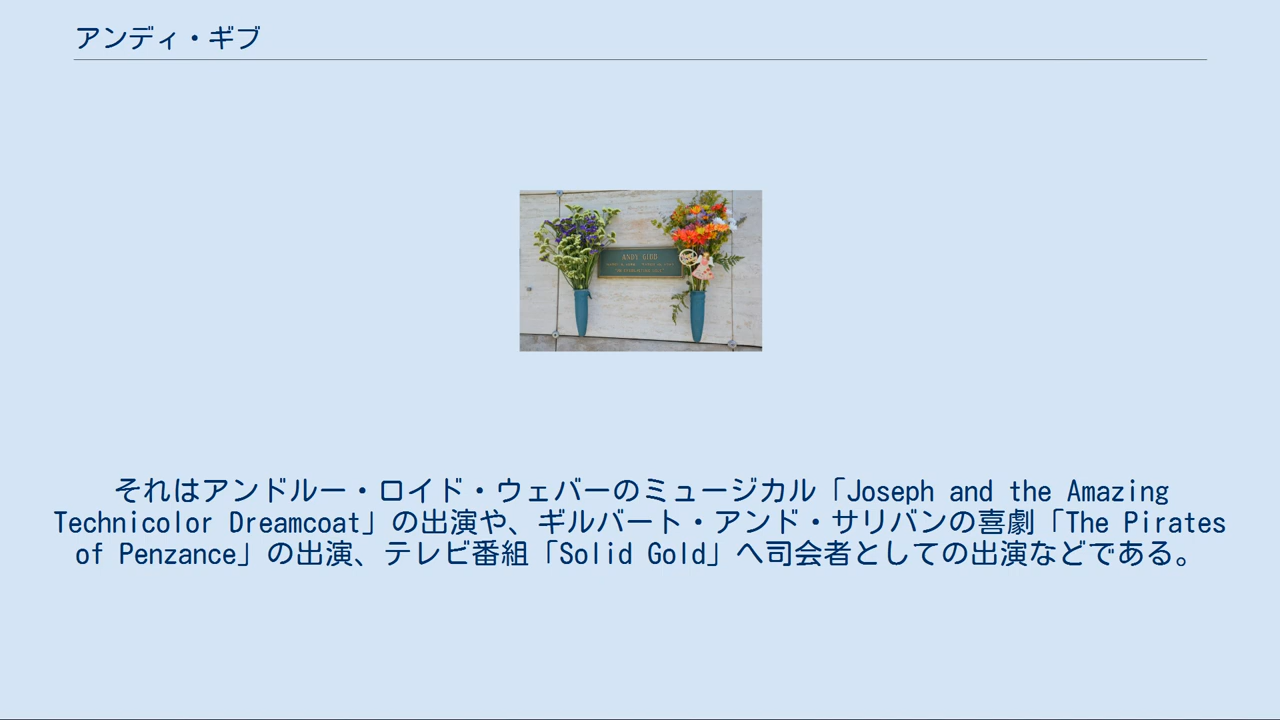 アンディ・ギブ
ANDY GIBB
それはアンドルー・ロイド・ウェバーのミュージカル「Joseph and the Amazing
Technicolor Dreamcoat」の出演や、ギルバート・アンド・サリバンの喜劇「The Pirates
of Penzance」の出演、テレビ番組「Solid Gold」へ司会者としての出演などである。